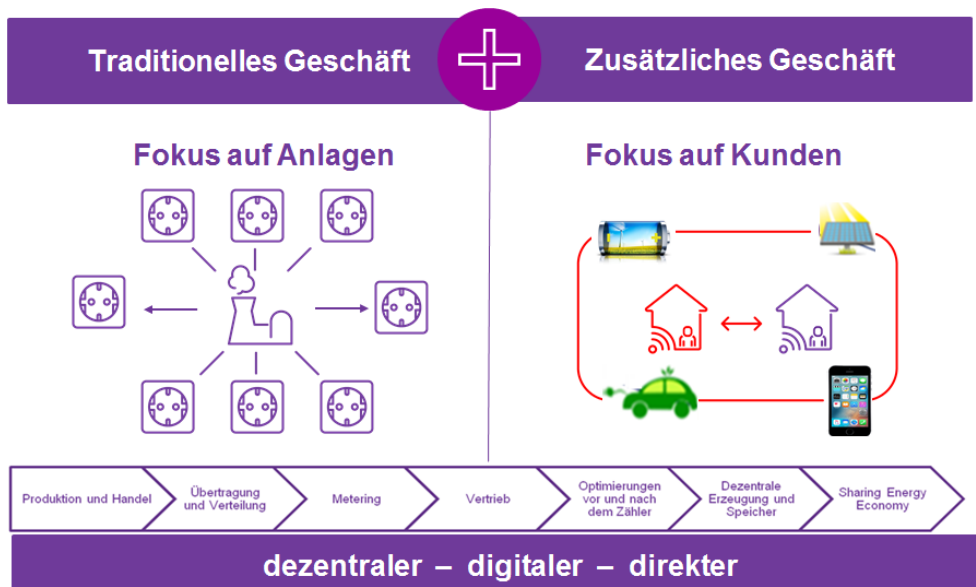 Traditionelles Geschäft
Zusätzliches Geschäft
Fokus auf Anlagen
Fokus auf Kunden
Produktion und Handel
Übertragung
und Verteilung
Metering
Vertrieb
Optimierungen
vor und nach
dem Zähler
Dezentrale
Erzeugung und
Speicher
Sharing Energy
Economy
dezentraler – digitaler – direkter